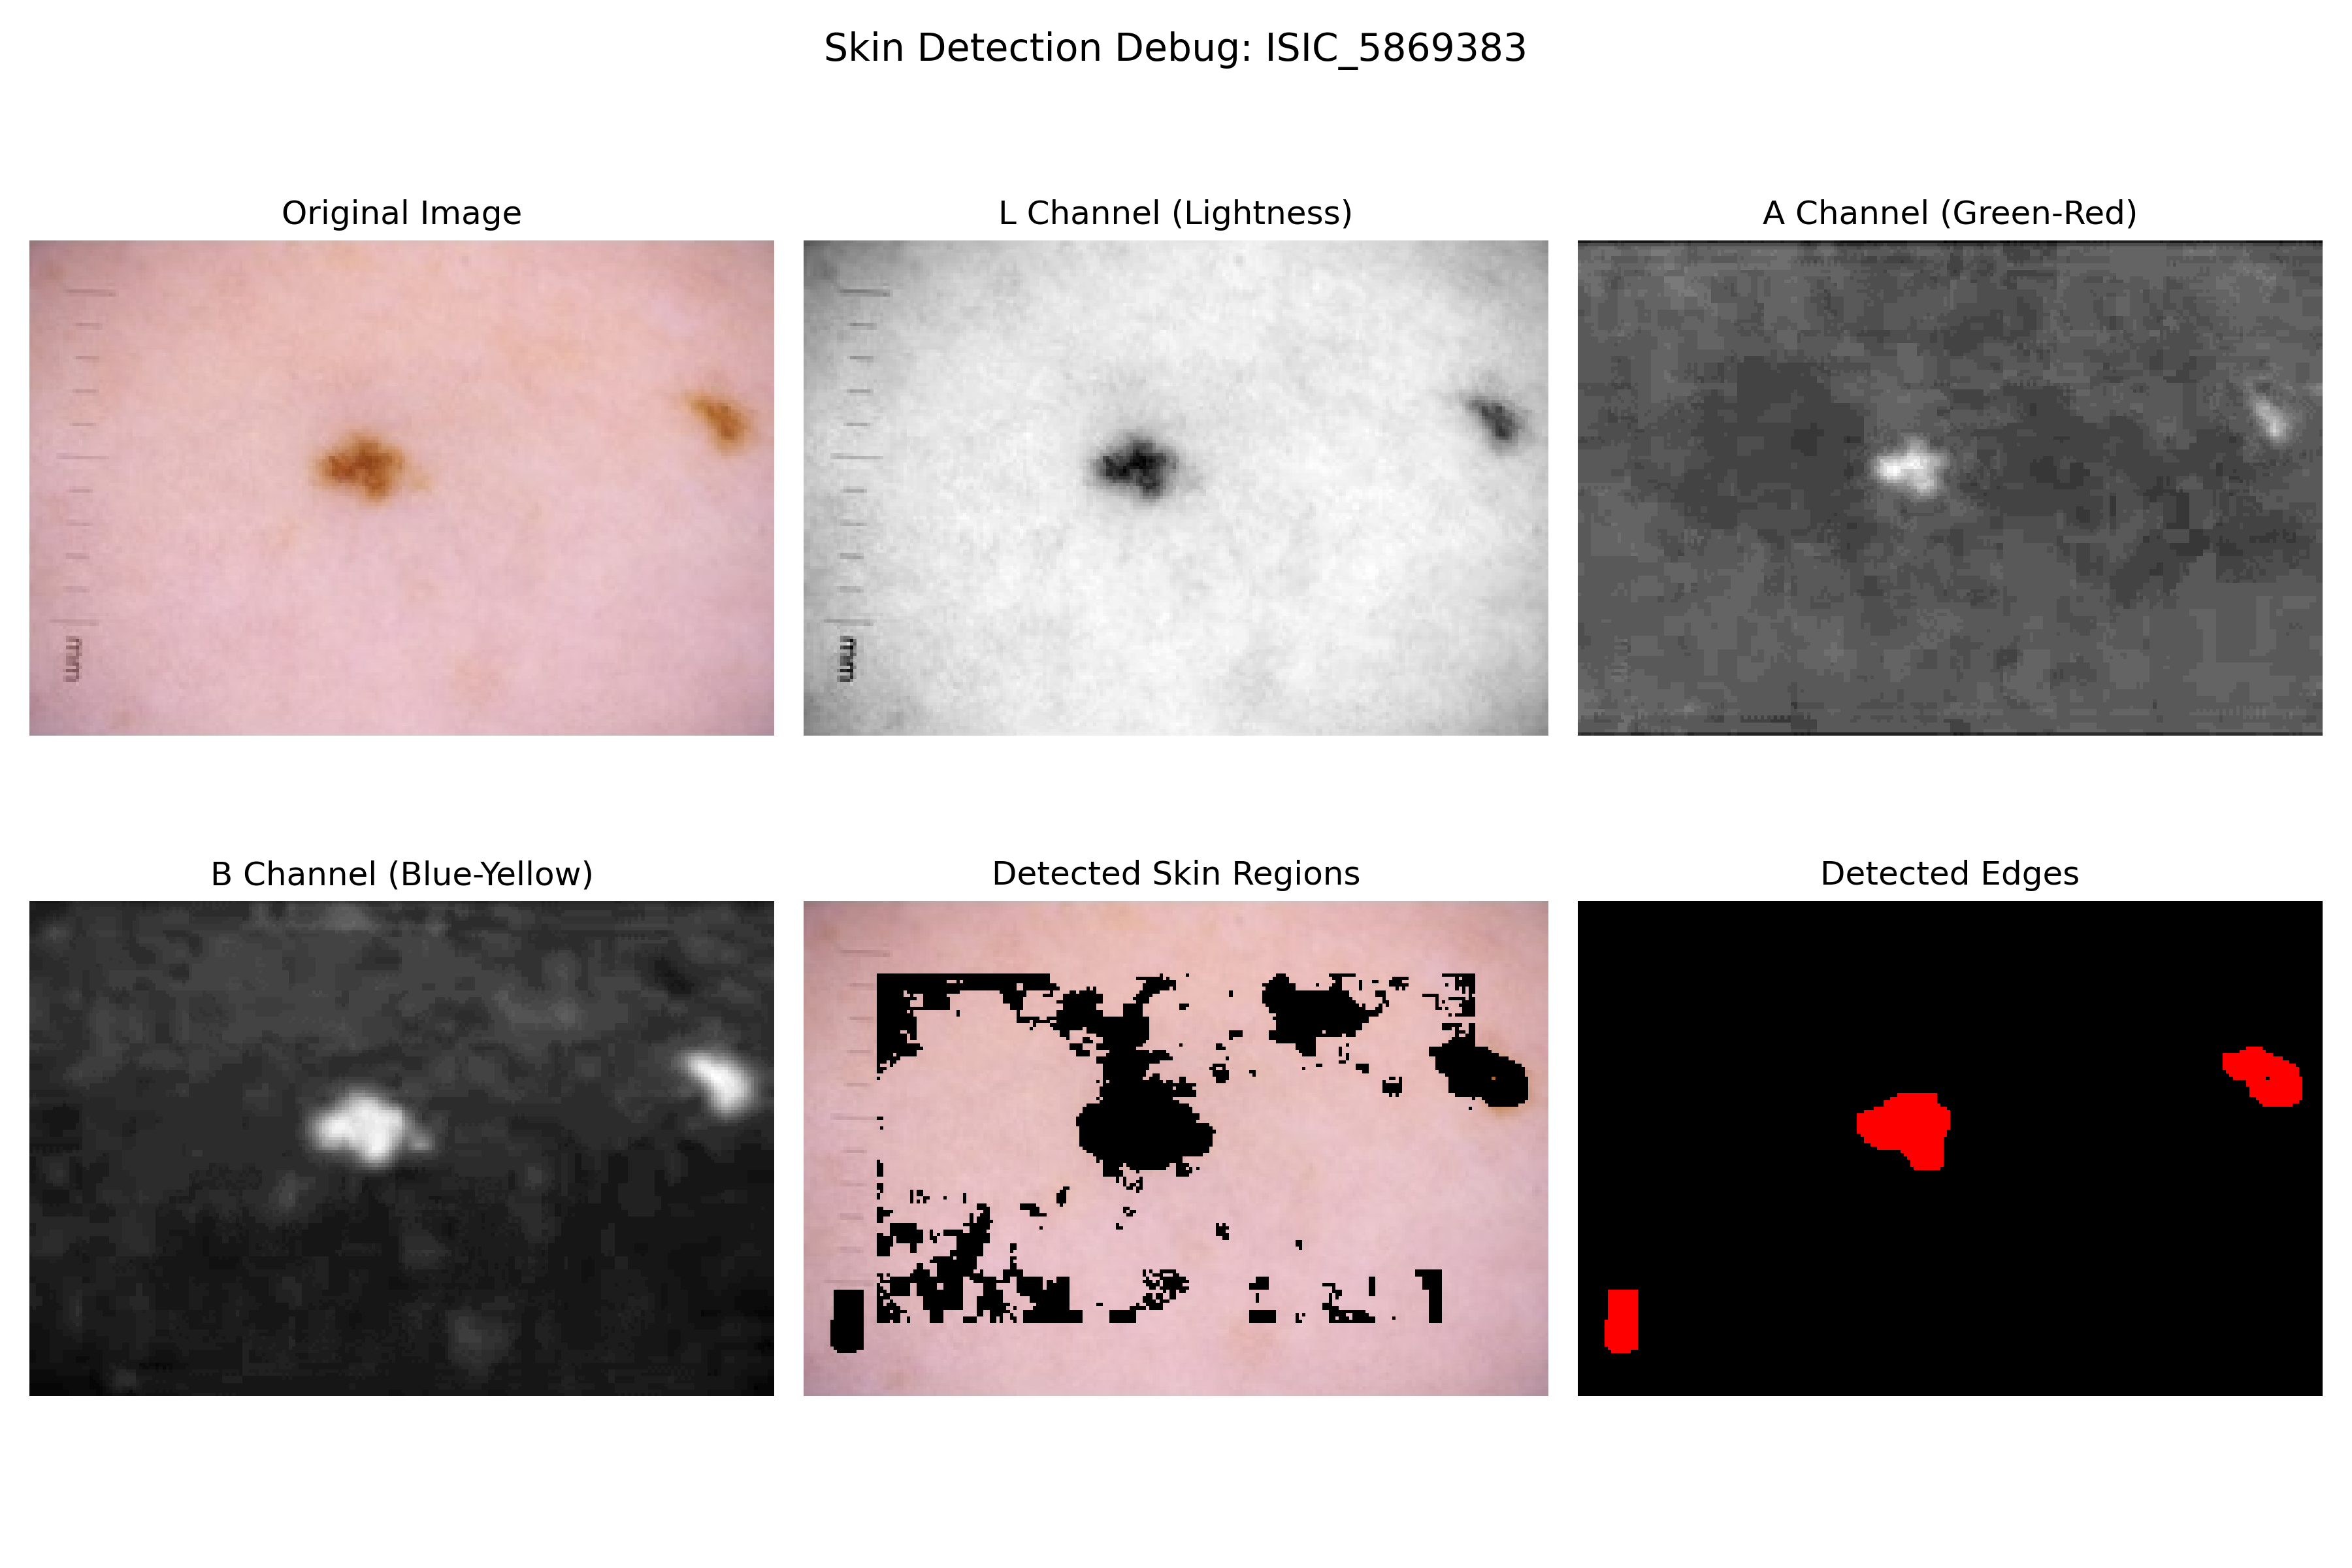 Skin Detection Debug: ISIC_5869383
Original Image
L Channel (Lightness)
A Channel (Green-Red)
mm
mm
B Channel (Blue-Yellow)
Detected Skin Regions
Detected Edges